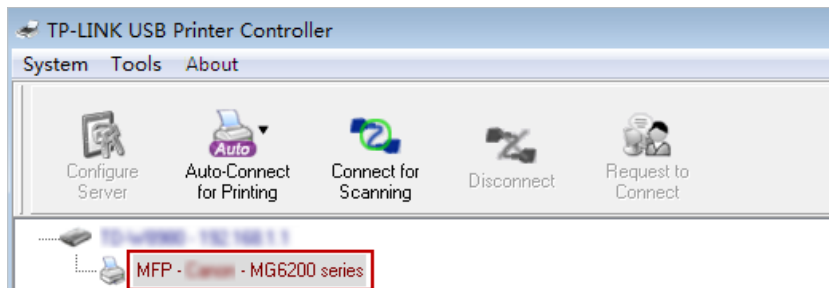 TP-LINK USB Printer Controller
System Tools About
Auto
Configure Server
Auto-Connect for Printing
Connect for Scanning
Disconnect
Request to Connect
MFP - - MG6200 series